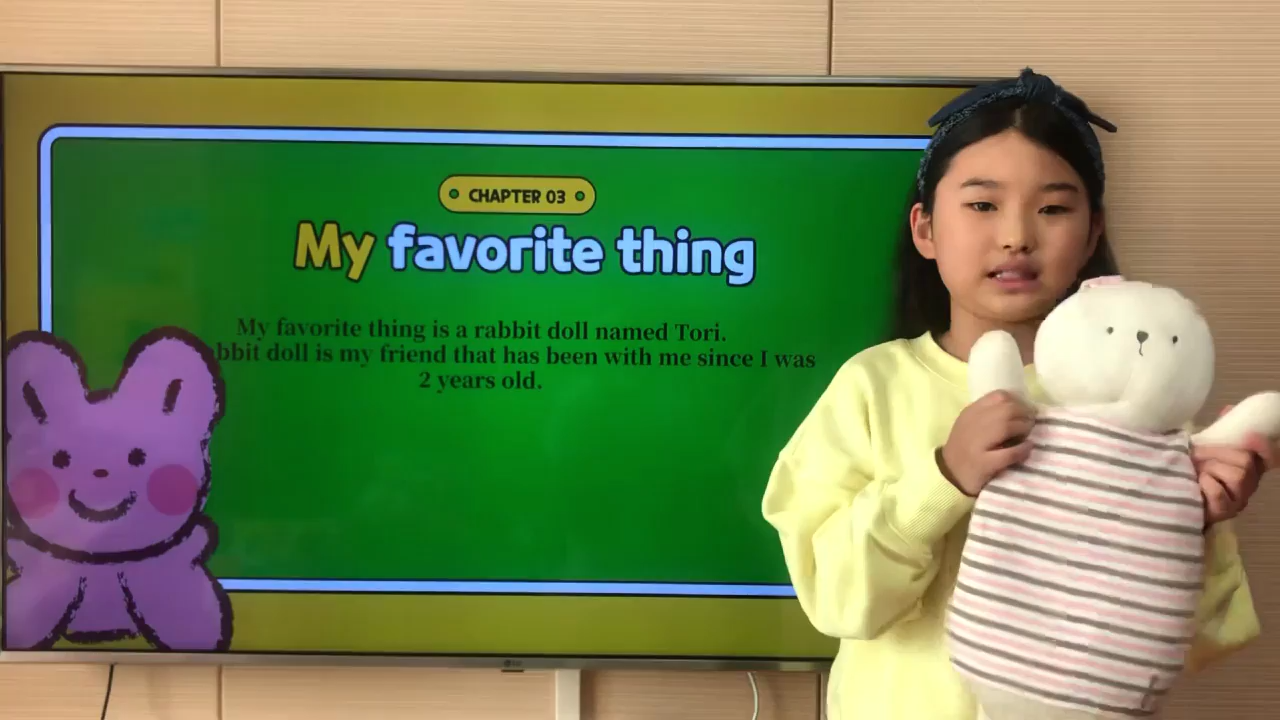 CHAPTER 03
My favorite thing
My favorite thing is a rabbit doll named Tori.
doll is my friend that has been with me since I was
2 years old.